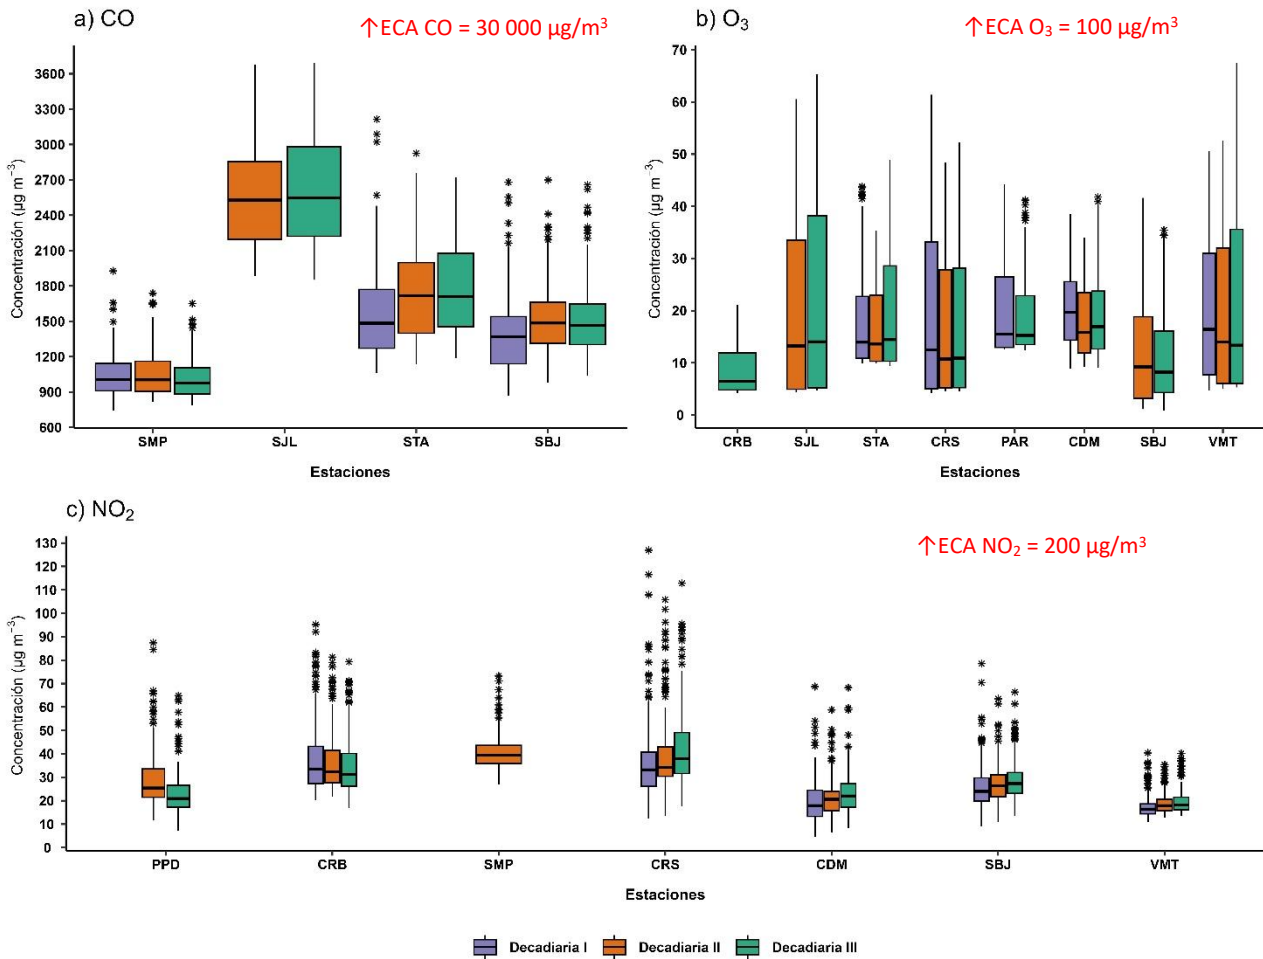 a) CO
↑ECA CO = 30 000 µg/m³
Concentración (µg m⁻³)
3600
3300
3000
2700
2400
2100
1800
1500
1200
900
600
SMP SJL STA SBJ
Estaciones
b) O₃
↑ECA O₃ = 100 µg/m³
Concentración (µg m⁻³)
70
60
50
40
30
20
10
0
CRB SJL STA CRS PAR CDM SBJ VMT
Estaciones
c) NO₂
↑ECA NO₂ = 200 µg/m³
Concentración (µg m⁻³)
130
120
110
100
90
80
70
60
50
40
30
20
10
0
PPD CRB SMP CRS CDM SBJ VMT
Estaciones
Decadiaria I Decadiaria II Decadiaria III